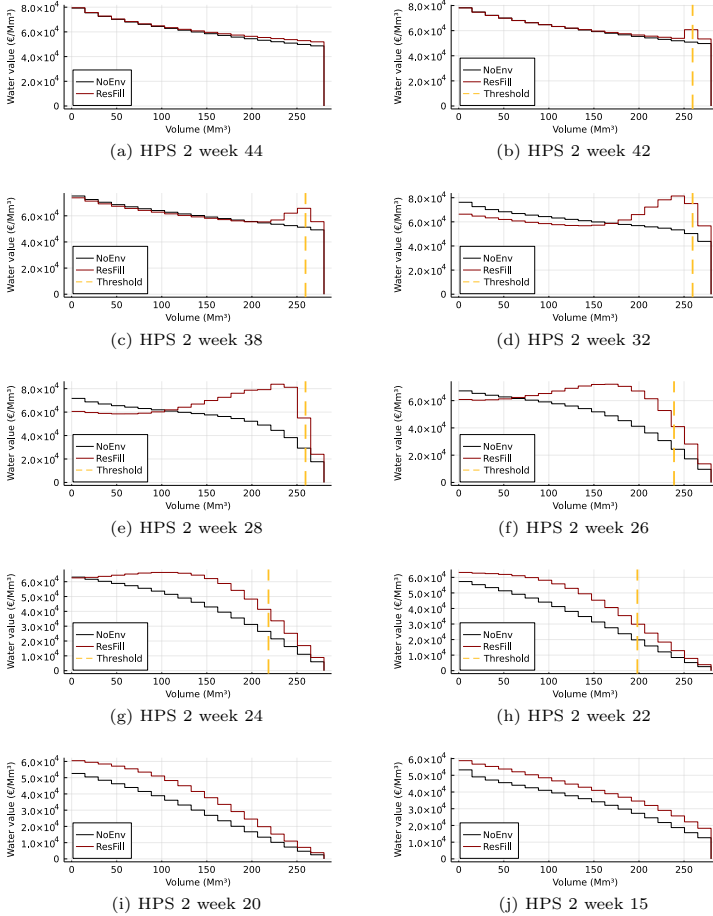 Water value (€/Mm³)
8.0×10⁴
6.0×10⁴
4.0×10⁴
2.0×10⁴
0
NoEnv
ResFill
0 50 100 150 200 250
Volume (Mm³)
(a) HPS 2 week 44
Water value (€/Mm³)
8.0×10⁴
6.0×10⁴
4.0×10⁴
2.0×10⁴
0
NoEnv
ResFill
Threshold
0 50 100 150 200 250
Volume (Mm³)
(b) HPS 2 week 42
Water value (€/Mm³)
6.0×10⁴
4.0×10⁴
2.0×10⁴
0
NoEnv
ResFill
Threshold
0 50 100 150 200 250
Volume (Mm³)
(c) HPS 2 week 38
Water value (€/Mm³)
8.0×10⁴
6.0×10⁴
4.0×10⁴
2.0×10⁴
0
NoEnv
ResFill
Threshold
0 50 100 150 200 250
Volume (Mm³)
(d) HPS 2 week 32
Water value (€/Mm³)
8.0×10⁴
6.0×10⁴
4.0×10⁴
2.0×10⁴
0
NoEnv
ResFill
Threshold
0 50 100 150 200 250
Volume (Mm³)
(e) HPS 2 week 28
Water value (€/Mm³)
6.0×10⁴
4.0×10⁴
2.0×10⁴
0
NoEnv
ResFill
Threshold
0 50 100 150 200 250
Volume (Mm³)
(f) HPS 2 week 26
Water value (€/Mm³)
6.0×10⁴
5.0×10⁴
4.0×10⁴
3.0×10⁴
2.0×10⁴
1.0×10⁴
0
NoEnv
ResFill
Threshold
0 50 100 150 200 250
Volume (Mm³)
(g) HPS 2 week 24
Water value (€/Mm³)
6.0×10⁴
5.0×10⁴
4.0×10⁴
3.0×10⁴
2.0×10⁴
1.0×10⁴
0
NoEnv
ResFill
Threshold
0 50 100 150 200 250
Volume (Mm³)
(h) HPS 2 week 22
Water value (€/Mm³)
6.0×10⁴
5.0×10⁴
4.0×10⁴
3.0×10⁴
2.0×10⁴
1.0×10⁴
0
NoEnv
ResFill
0 50 100 150 200 250
Volume (Mm³)
(i) HPS 2 week 20
Water value (€/Mm³)
6.0×10⁴
5.0×10⁴
4.0×10⁴
3.0×10⁴
2.0×10⁴
1.0×10⁴
0
NoEnv
ResFill
0 50 100 150 200 250
Volume (Mm³)
(j) HPS 2 week 15